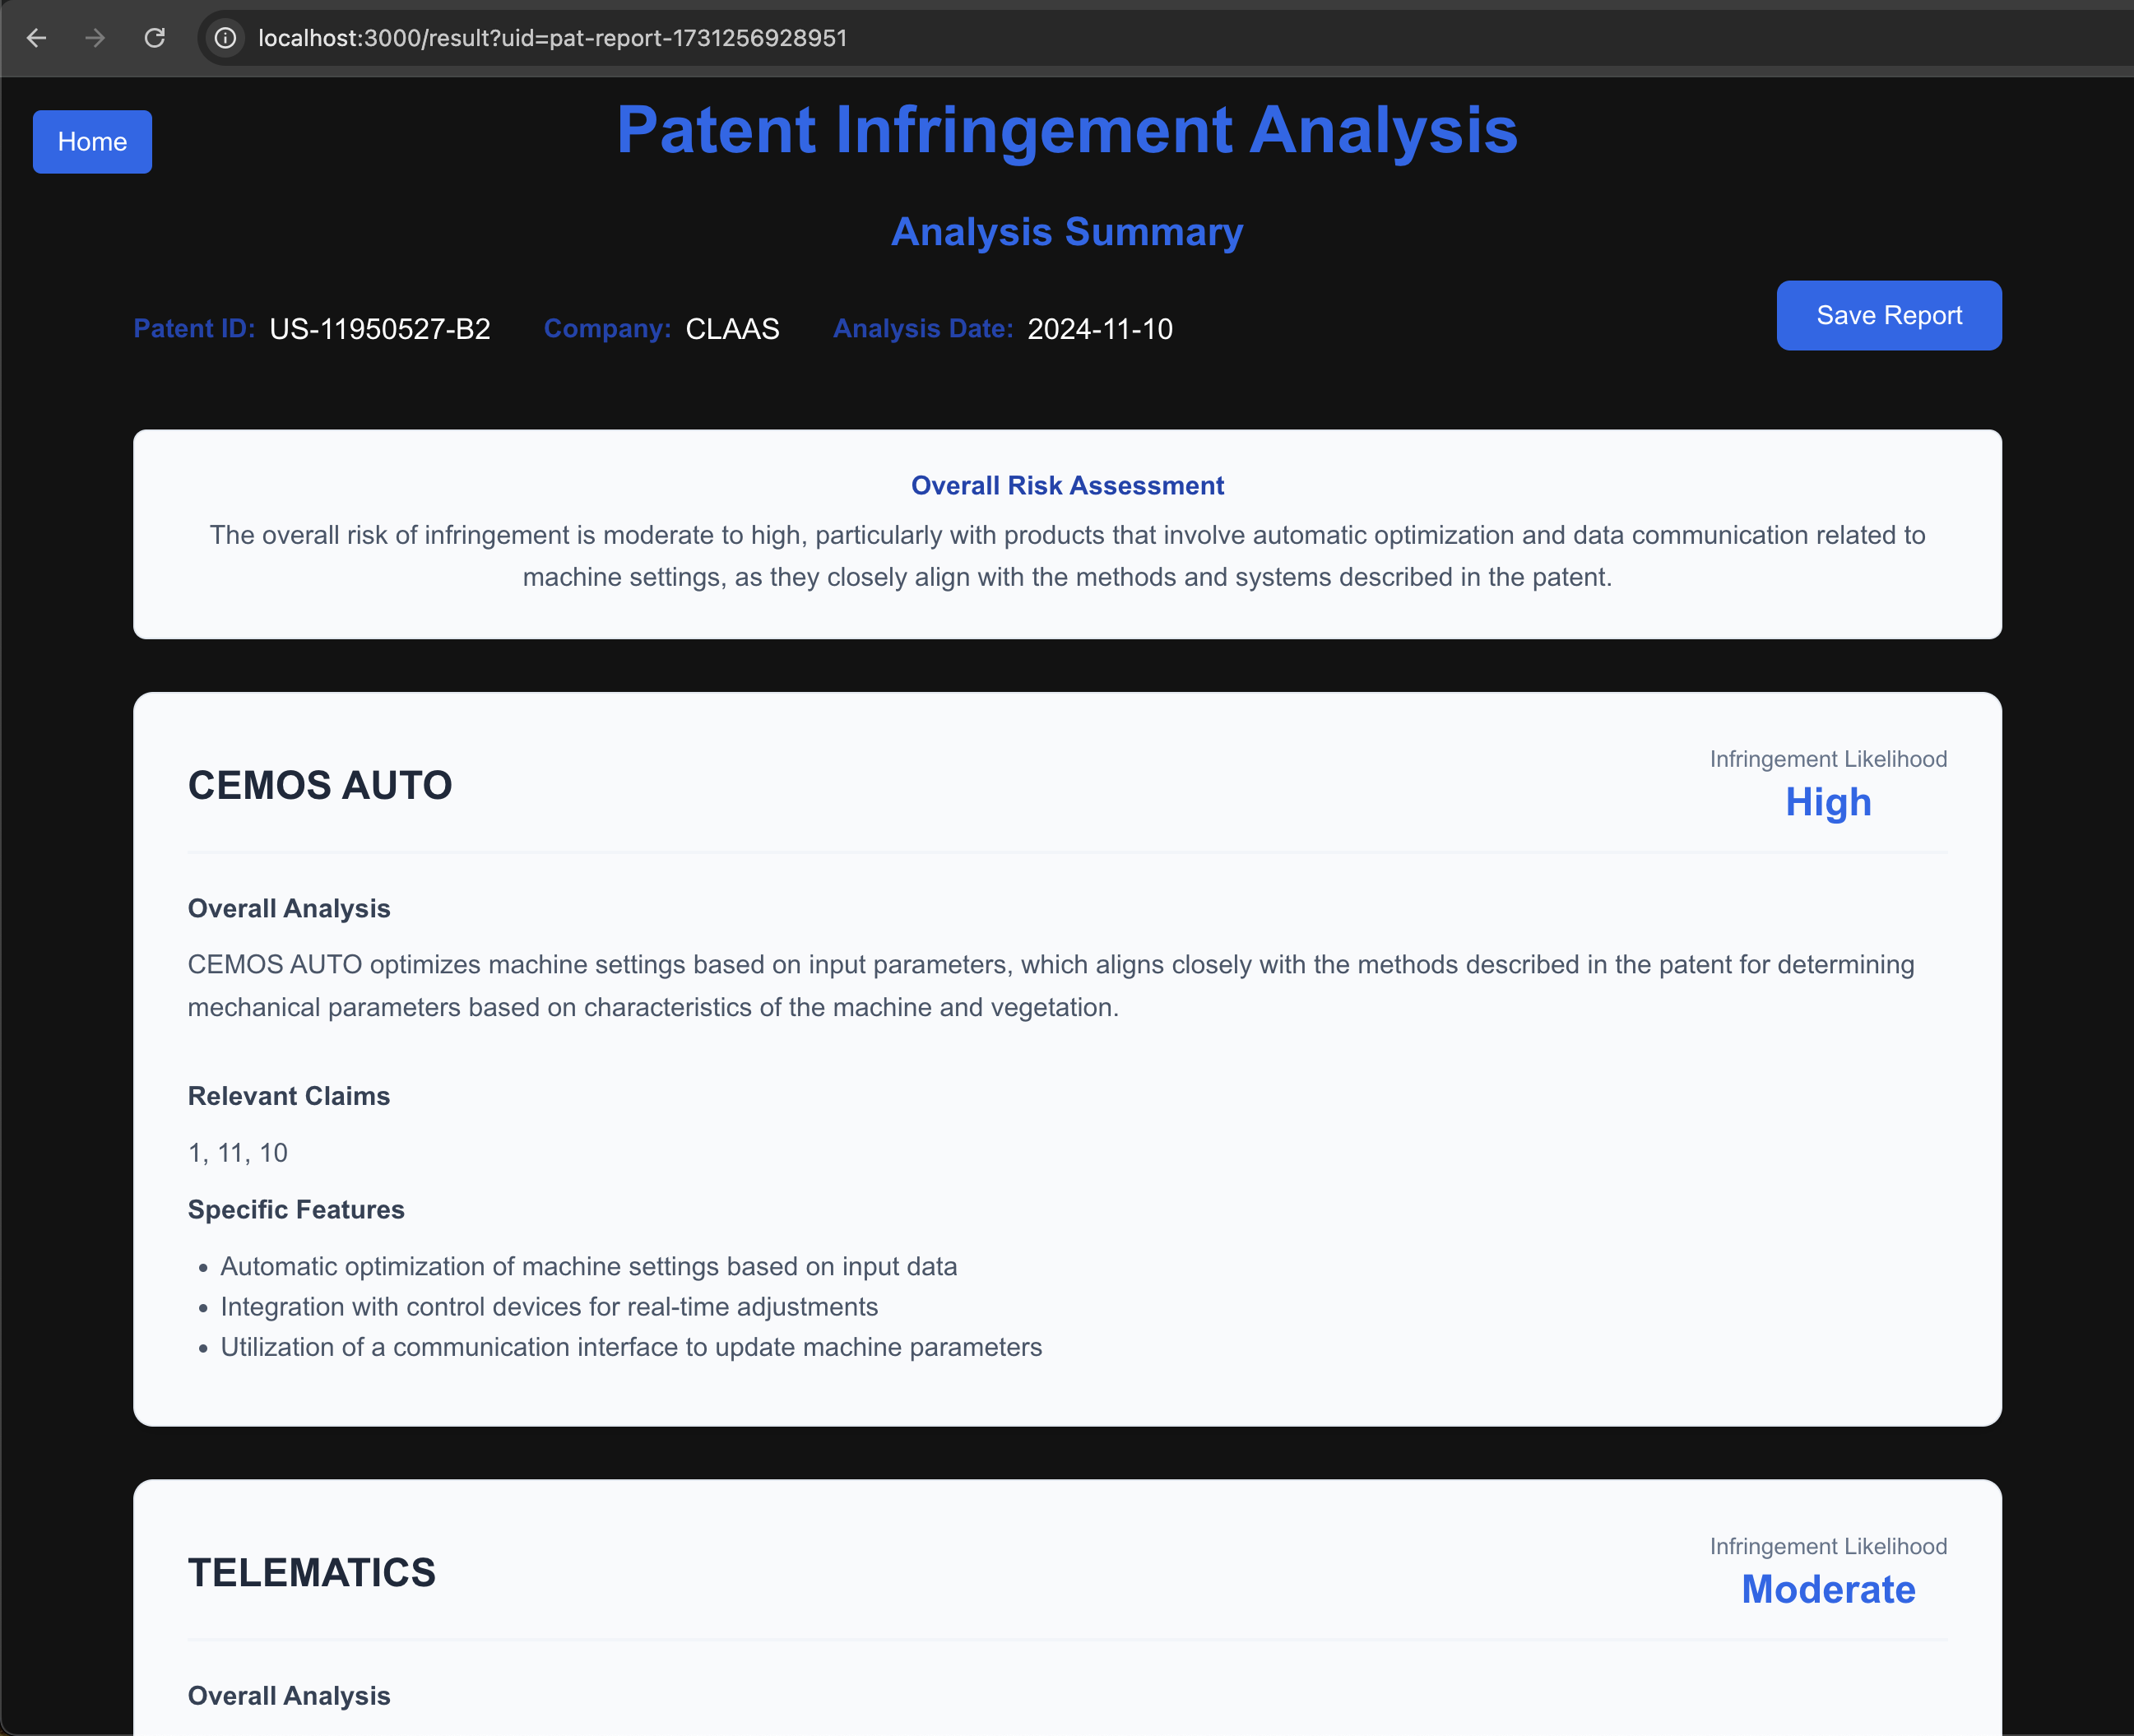 localhost:3000/result?uid=pat-report-1731256928951
Home
Patent Infringement Analysis
Analysis Summary
Patent ID: US-11950527-B2 Company: CLAAS Analysis Date: 2024-11-10
Save Report
Overall Risk Assessment
The overall risk of infringement is moderate to high, particularly with products that involve automatic optimization and data communication related to
machine settings, as they closely align with the methods and systems described in the patent.
CEMOS AUTO
Infringement Likelihood
High
Overall Analysis
CEMOS AUTO optimizes machine settings based on input parameters, which aligns closely with the methods described in the patent for determining
mechanical parameters based on characteristics of the machine and vegetation.
Relevant Claims
1, 11, 10
Specific Features
• Automatic optimization of machine settings based on input data
• Integration with control devices for real-time adjustments
• Utilization of a communication interface to update machine parameters
TELEMATICS
Infringement Likelihood
Moderate
Overall Analysis